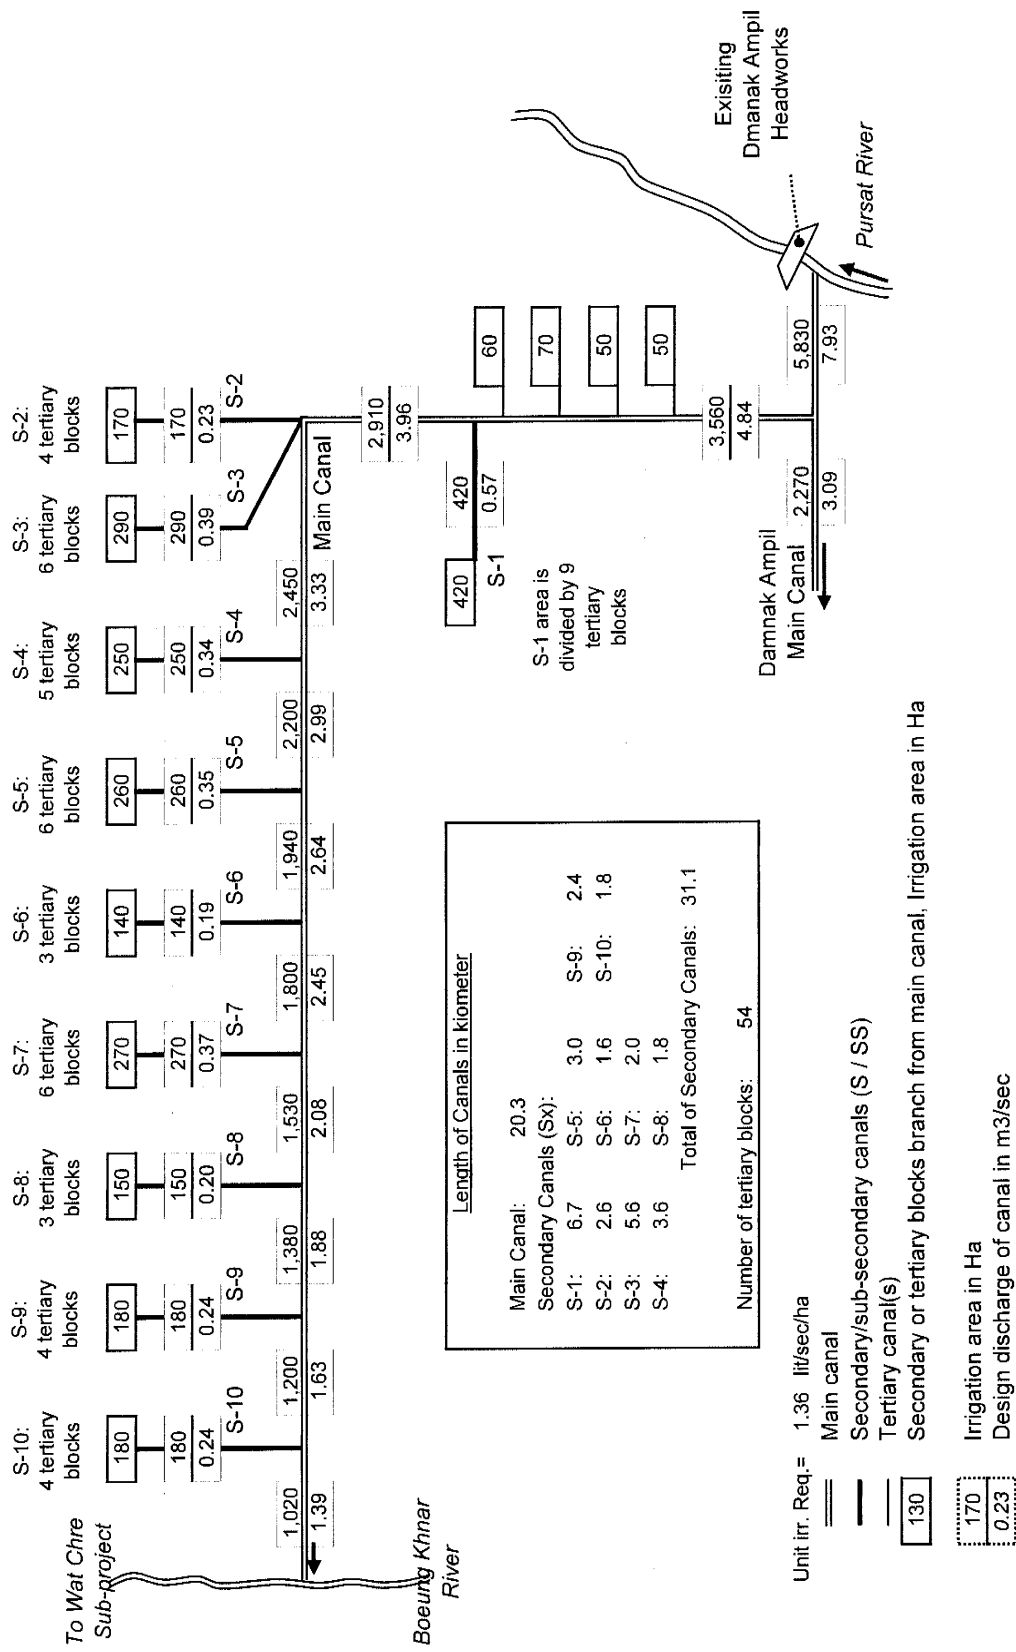 To Wat Chre
Sub-project
S-10:
4 tertiary
blocks
S-9:
4 tertiary
blocks
S-8:
3 tertiary
blocks
S-7:
6 tertiary
blocks
S-6:
3 tertiary
blocks
S-5:
6 tertiary
blocks
S-4:
5 tertiary
blocks
S-3:
6 tertiary
blocks
S-2:
4 tertiary
blocks
180
180
150
270
140
260
250
290
170
180
0.24
180
0.24
150
0.20
270
0.37
140
0.19
260
0.35
250
0.34
290
0.39
170
0.23
S-10
S-9
S-8
S-7
S-6
S-5
S-4
S-3
S-2
1,020
1.39
1,200
1.63
1,380
1.88
1,530
2.08
1,800
2.45
1,940
2.64
2,200
2.99
2,450
3.33
Main Canal
Boeung Khnar
River
2,910
3.96
420
420
0.57
S-1
S-1 area is
divided by 9
tertiary
blocks
60
70
50
50
3,560
4.84
Exisiting
Dmanak Ampil
Headworks
Pursat River
5,830
7.93
2,270
3.09
Damnak Ampil
Main Canal
Length of Canals in kiometer
Main Canal: 20.3
Secondary Canals (Sx):
S-1: 6.7 S-5: 3.0 S-9: 2.4
S-2: 2.6 S-6: 1.6 S-10: 1.8
S-3: 5.6 S-7: 2.0
S-4: 3.6 S-8: 1.8
Total of Secondary Canals: 31.1
Number of tertiary blocks: 54
Unit irr. Req.= 1.36 lit/sec/ha
Main canal
Secondary/sub-secondary canals (S / SS)
Tertiary canal(s)
130 Secondary or tertiary blocks branch from main canal, Irrigation area in Ha
170 Irrigation area in Ha
0.23 Design discharge of canal in m3/sec